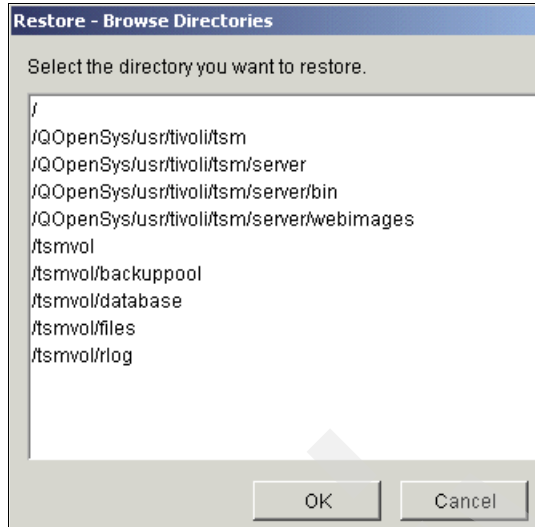 Restore - Browse Directories
Select the directory you want to restore.
/
/QOpenSys/usr/tivoli/tsm
/QOpenSys/usr/tivoli/tsm/server
/QOpenSys/usr/tivoli/tsm/server/bin
/QOpenSys/usr/tivoli/tsm/server/webimages
/tsmvol
/tsmvol/backuppool
/tsmvol/database
/tsmvol/files
/tsmvol/rlog
OK Cancel